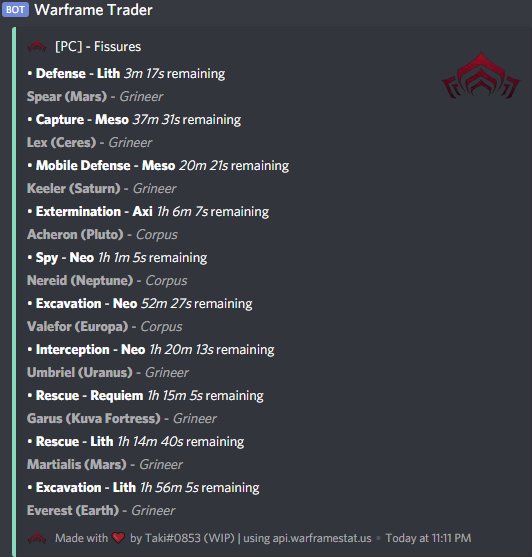 BOT Warframe Trader
[PC] - Fissures
• Defense - Lith 3m 17s remaining
Spear (Mars) - Grineer
• Capture - Meso 37m 31s remaining
Lex (Ceres) - Grineer
• Mobile Defense - Meso 20m 21s remaining
Keeler (Saturn) - Grineer
• Extermination - Axi 1h 6m 7s remaining
Acheron (Pluto) - Corpus
• Spy - Neo 1h 1m 5s remaining
Nereid (Neptune) - Corpus
• Excavation - Neo 52m 27s remaining
Valefor (Europa) - Corpus
• Interception - Neo 1h 20m 13s remaining
Umbriel (Uranus) - Grineer
• Rescue - Requiem 1h 15m 5s remaining
Garus (Kuva Fortress) - Grineer
• Rescue - Lith 1h 14m 40s remaining
Martialis (Mars) - Grineer
• Excavation - Lith 1h 56m 5s remaining
Everest (Earth) - Grineer
Made with ❤ by Taki#0853 (WIP) | using api.warframestat.us • Today at 11:11 PM